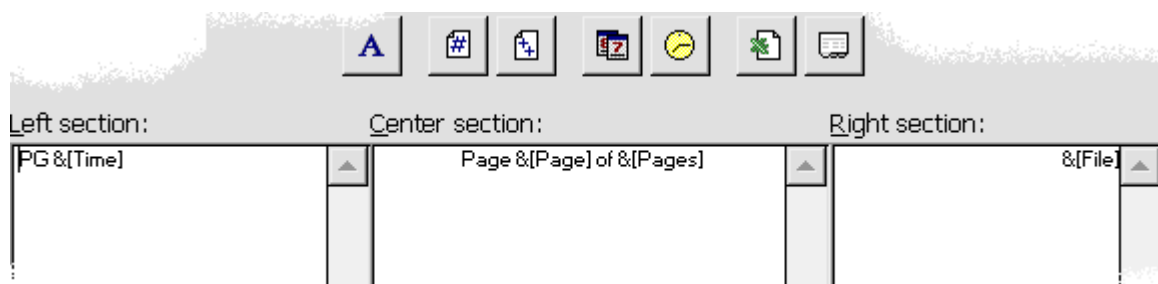 A
Left section:
Center section:
Right section:
PG &[Time]
Page &[Page] of &[Pages]
&[File]